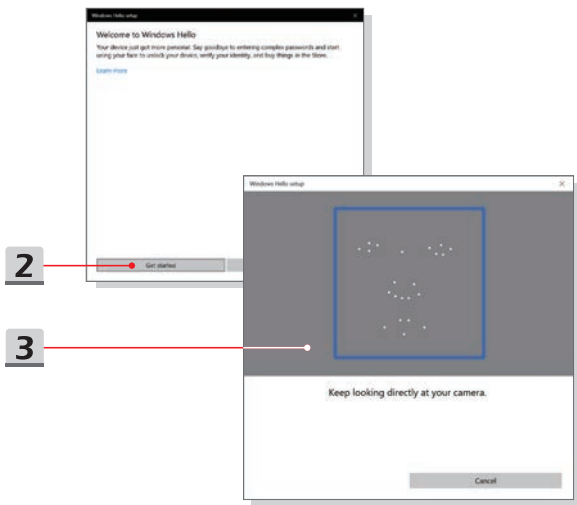 Windows Hello setup
Welcome to Windows Hello
Your device just got more personal. Say goodbye to entering complex passwords and start
using your face to unlock your device, verify your identity, and buy things in the Store.
Learn more
2
Get started
Windows Hello setup
3
Keep looking directly at your camera.
Cancel